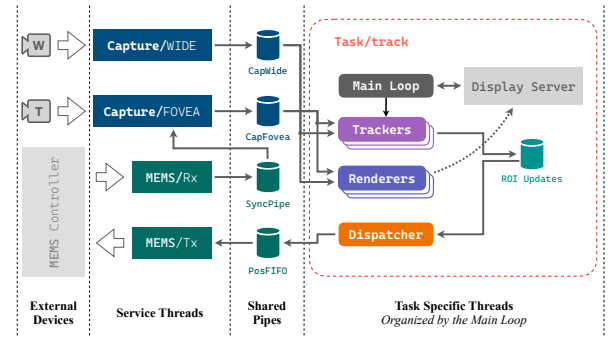 W
Capture/WIDE
CapWide
Task/track
Main Loop
Display Server
T
Capture/FOVEA
CapFovea
Trackers
MEMS Controller
MEMS/Rx
SyncPipe
Renderers
ROI Updates
MEMS/Tx
PosFIFO
Dispatcher
External
Devices
Service Threads
Shared
Pipes
Task Specific Threads
Organized by the Main Loop